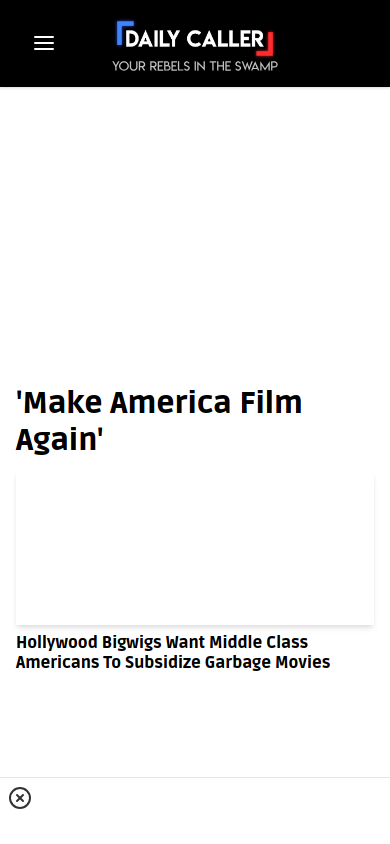 DAILY CALLER
YOUR REBELS IN THE SWAMP
'Make America Film
Again'
Hollywood Bigwigs Want Middle Class
Americans To Subsidize Garbage Movies